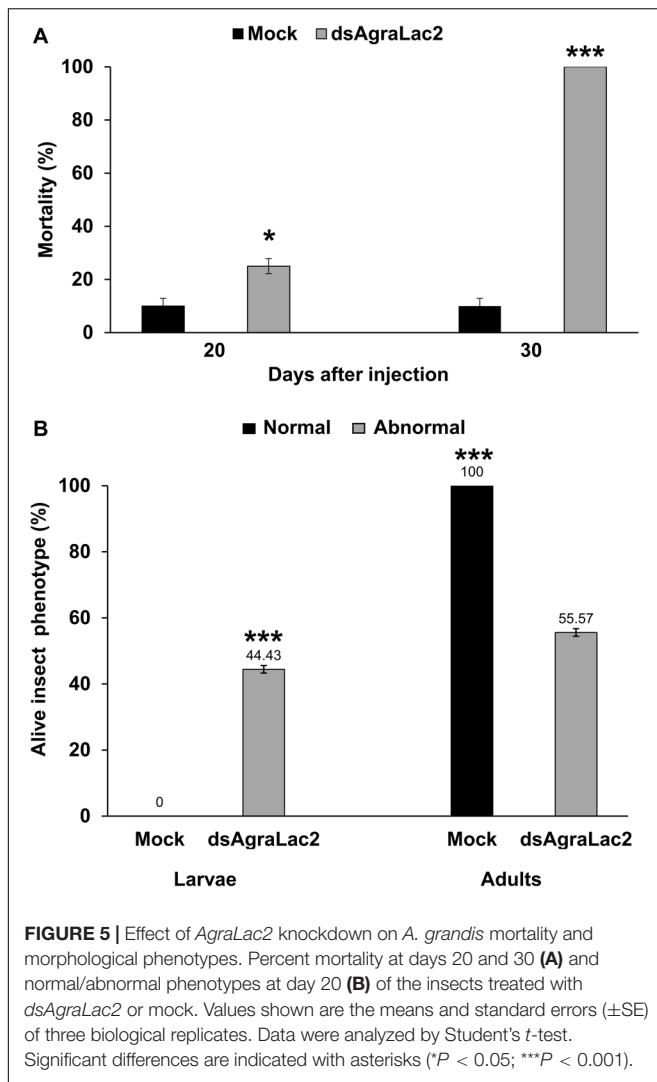 A
Mock dsAgraLac2
***
100
80
60
40
20
0
*
Mortality (%)
20 30
Days after injection
B
Normal Abnormal
***
100
100
80
60
40
20
0
***
44.43
55.57
0
Alive insect phenotype (%)
Mock dsAgraLac2 Mock dsAgraLac2
Larvae Adults
FIGURE 5 | Effect of AgraLac2 knockdown on A. grandis mortality and
morphological phenotypes. Percent mortality at days 20 and 30 (A) and
normal/abnormal phenotypes at day 20 (B) of the insects treated with
dsAgraLac2 or mock. Values shown are the means and standard errors (±SE)
of three biological replicates. Data were analyzed by Student's t-test.
Significant differences are indicated with asterisks (*P < 0.05; ***P < 0.001).